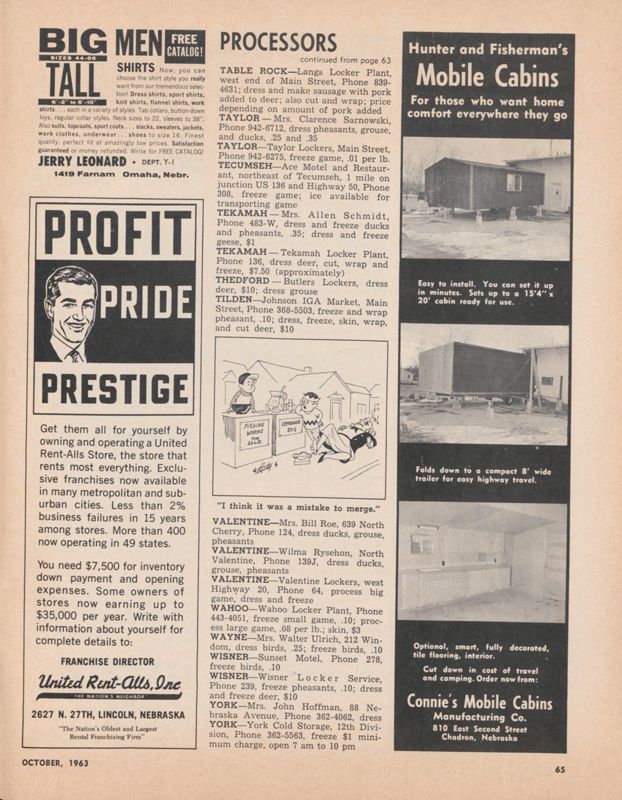 BIG MEN FREE CATALOG!
SIZES 44-66
TALL
6'-2" to 6'-10"
SHIRTS Now, you can
choose the shirt style you really
want from our tremendous selec-
tion! Dress shirts, sport shirts,
knit shirts, flannel shirts, work
shirts . . . each in a variety of styles. Tab collars, button-down
Ivys, regular collar styles. Neck sizes to 22, sleeves to 38".
Also suits, topcoats, sport coats . . . slacks, sweaters, jackets,
work clothes, underwear . . . shoes to size 16. Finest
quality, perfect fit at amazingly low prices. Satisfaction
guaranteed or money refunded. Write for FREE CATALOG!
JERRY LEONARD • DEPT. Y-1
1419 Farnam Omaha, Nebr.
PROFIT
PRIDE
PRESTIGE
Get them all for yourself by
owning and operating a United
Rent-Alls Store, the store that
rents most everything. Exclu-
sive franchises now available
in many metropolitan and sub-
urban cities. Less than 2%
business failures in 15 years
among stores. More than 400
now operating in 49 states.
You need $7,500 for inventory
down payment and opening
expenses. Some owners of
stores now earning up to
$35,000 per year. Write with
information about yourself for
complete details to:
FRANCHISE DIRECTOR
United Rent-Alls, Inc
THE NATION'S NEIGHBOR
2627 N. 27TH, LINCOLN, NEBRASKA
"The Nation's Oldest and Largest
Rental Franchising Firm"
PROCESSORS
continued from page 63
TABLE ROCK—Langs Locker Plant,
west end of Main Street, Phone 839-
4631; dress and make sausage with pork
added to deer; also cut and wrap; price
depending on amount of pork added
TAYLOR—Mrs. Clarence Sarnowski,
Phone 942-6712, dress pheasants, grouse,
and ducks, .25 and .35
TAYLOR—Taylor Lockers, Main Street,
Phone 942-6275, freeze game, .01 per lb.
TECUMSEH—Ace Motel and Restaur-
ant, northeast of Tecumseh, 1 mile on
junction US 136 and Highway 50, Phone
308, freeze game; ice available for
transporting game
TEKAMAH—Mrs. Allen Schmidt,
Phone 483-W, dress and freeze ducks
and pheasants, .35; dress and freeze
geese, $1
TEKAMAH—Tekamah Locker Plant,
Phone 136, dress deer, cut, wrap and
freeze, $7.50 (approximately)
THEDFORD—Butlers Lockers, dress
deer, $10; dress grouse
TILDEN—Johnson IGA Market, Main
Street, Phone 368-5503, freeze and wrap
pheasant, .10; dress, freeze, skin, wrap,
and cut deer, $10
FISHING WORMS FOR SALE
LEMONADE
"I think it was a mistake to merge."
VALENTINE—Mrs. Bill Roe, 639 North
Cherry, Phone 124, dress ducks, grouse,
pheasants
VALENTINE—Wilma Rysehon, North
Valentine, Phone 139J, dress ducks,
grouse, pheasants
VALENTINE—Valentine Lockers, west
Highway 20, Phone 64, process big
game, dress and freeze
WAHOO—Wahoo Locker Plant, Phone
443-4051, freeze small game, .10; proc-
ess large game, .08 per lb.; skin, $3
WAYNE—Mrs. Walter Ulrich, 212 Win-
dom, dress birds, .25; freeze birds, .10
WISNER—Sunset Motel, Phone 278,
freeze birds, .10
WISNER—Wisner Locker Service,
Phone 239, freeze pheasants, .10; dress
and freeze deer, $10
YORK—Mrs. John Hoffman, 88 Ne-
braska Avenue, Phone 362-4062, dress
YORK—York Cold Storage, 12th Divi-
sion, Phone 362-5563, freeze $1 mini-
mum charge, open 7 am to 10 pm
Hunter and Fisherman's
Mobile Cabins
For those who want home
comfort everywhere they go
Easy to install. You can set it up
in minutes. Sets up to a 15'4" x
20' cabin ready for use.
Folds down to a compact 8' wide
trailer for easy highway travel.
Optional, smart, fully decorated,
tile flooring, interior.
Cut down in cost of travel
and camping. Order now from:
Connie's Mobile Cabins
Manufacturing Co.
810 East Second Street
Chadron, Nebraska
OCTOBER, 1963
65